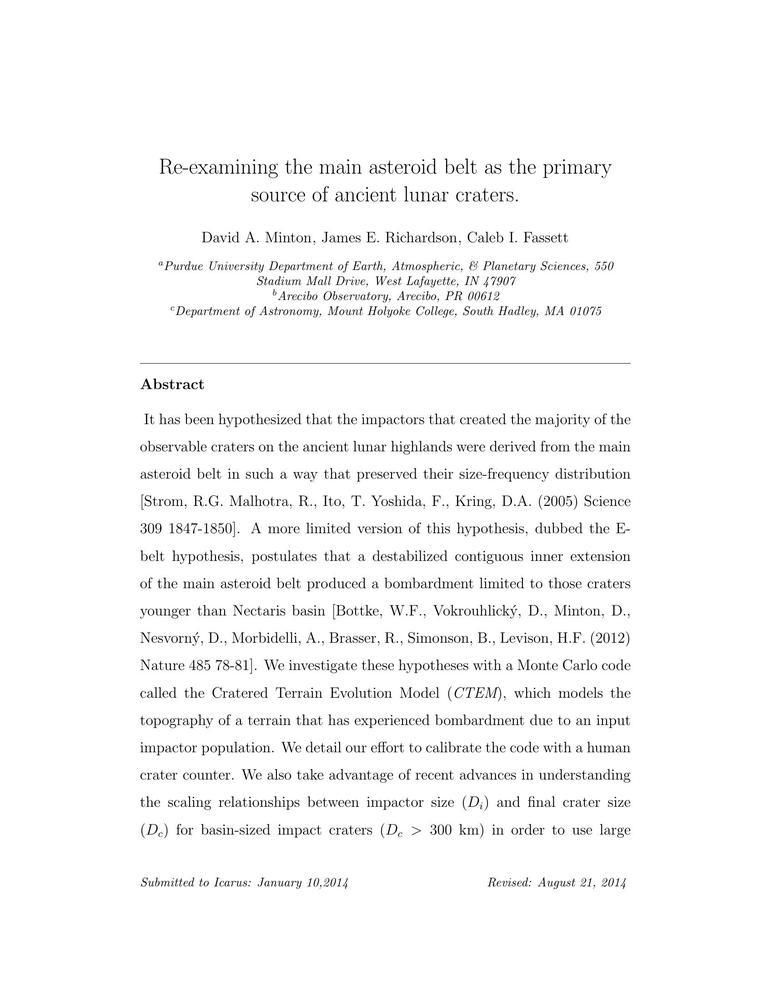 Re-examining the main asteroid belt as the primary
source of ancient lunar craters.
David A. Minton, James E. Richardson, Caleb I. Fassett
aPurdue University Department of Earth, Atmospheric, & Planetary Sciences, 550
Stadium Mall Drive, West Lafayette, IN 47907
bArecibo Observatory, Arecibo, PR 00612
cDepartment of Astronomy, Mount Holyoke College, South Hadley, MA 01075
Abstract
It has been hypothesized that the impactors that created the majority of the
observable craters on the ancient lunar highlands were derived from the main
asteroid belt in such a way that preserved their size-frequency distribution
[Strom, R.G. Malhotra, R., Ito, T. Yoshida, F., Kring, D.A. (2005) Science
309 1847-1850]. A more limited version of this hypothesis, dubbed the E-
belt hypothesis, postulates that a destabilized contiguous inner extension
of the main asteroid belt produced a bombardment limited to those craters
younger than Nectaris basin [Bottke, W.F., Vokrouhlický, D., Minton, D.,
Nesvorný, D., Morbidelli, A., Brasser, R., Simonson, B., Levison, H.F. (2012)
Nature 485 78-81]. We investigate these hypotheses with a Monte Carlo code
called the Cratered Terrain Evolution Model (CTEM), which models the
topography of a terrain that has experienced bombardment due to an input
impactor population. We detail our effort to calibrate the code with a human
crater counter. We also take advantage of recent advances in understanding
the scaling relationships between impactor size (Di) and final crater size
(Dc) for basin-sized impact craters (Dc > 300 km) in order to use large
Submitted to Icarus: January 10,2014 Revised: August 21, 2014